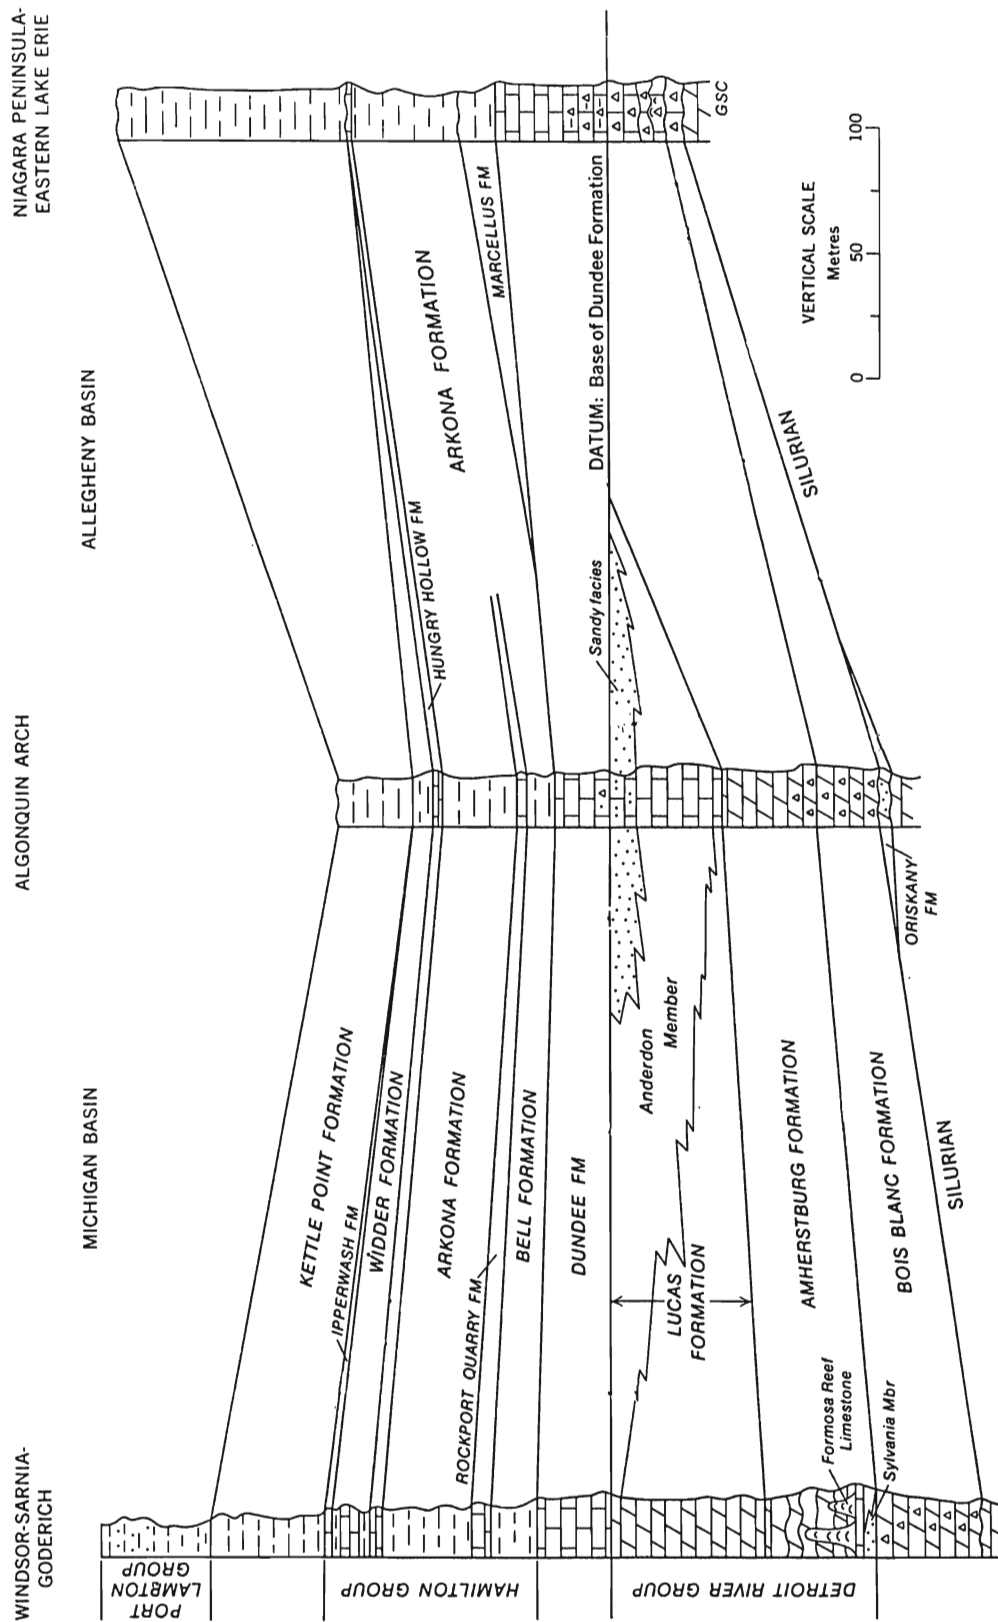 WINDSOR-SARNIA-
GODERICH
MICHIGAN BASIN
ALGONQUIN ARCH
ALLEGHENY BASIN
NIAGARA PENINSULA-
EASTERN LAKE ERIE
PORT
LAMBTON
GROUP
HAMILTON GROUP
DETROIT RIVER GROUP
KETTLE POINT FORMATION
IPPERWASH FM
WIDDER FORMATION
HUNGRY HOLLOW FM
ARKONA FORMATION
ARKONA FORMATION
ROCKPORT QUARRY FM
BELL FORMATION
MARCELLUS FM
DUNDEE FM
DATUM: Base of Dundee Formation
Sandy facies
Anderdon
Member
LUCAS
FORMATION
AMHERSTBURG FORMATION
Formosa Reef
Limestone
Sylvania Mbr
BOIS BLANC FORMATION
ORISKANY
FM
SILURIAN
SILURIAN
VERTICAL SCALE
Metres
0 50 100
GSC